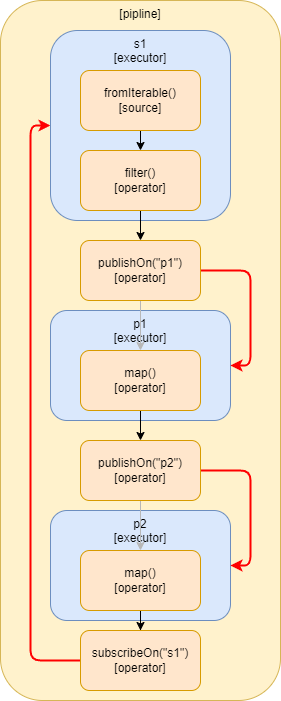 [pipline]
s1
[executor]
fromIterable()
[source]
filter()
[operator]
publishOn("p1")
[operator]
p1
[executor]
map()
[operator]
publishOn("p2")
[operator]
p2
[executor]
map()
[operator]
subscribeOn("s1")
[operator]